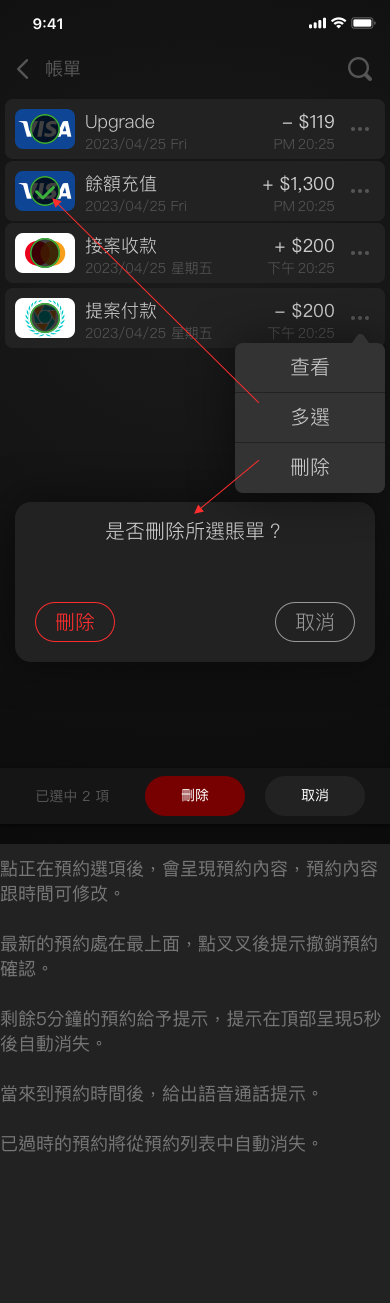 9:41
帳單
VISA
Upgrade
– $119
2023/04/25 Fri
PM 20:25
VISA
餘額充值
+ $1,300
2023/04/25 Fri
PM 20:25
接案收款
+ $200
2023/04/25 星期五
下午 20:25
提案付款
– $200
2023/04/25 星期五
下午 20:25
查看
多選
刪除
是否刪除所選賬單？
刪除
取消
已選中 2 項
刪除
取消
點正在預約選項後，會呈現預約內容，預約內容
跟時間可修改。
最新的預約處在最上面，點叉叉後提示撤銷預約
確認。
剩餘5分鐘的預約給予提示，提示在頂部呈現5秒
後自動消失。
當來到預約時間後，給出語音通話提示。
已過時的預約將從預約列表中自動消失。